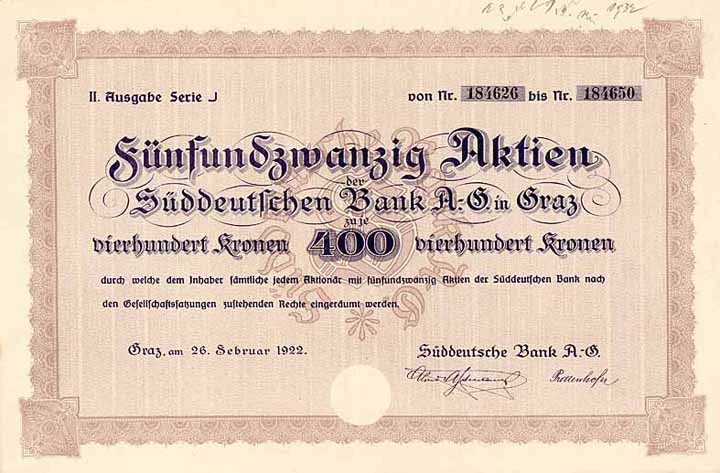 1932
II. Ausgabe Serie J
von Nr. 184626 bis Nr. 184650
Fünfundzwanzig Aktien
der
Süddeutschen Bank A.-G. in Graz
zu je
vierhundert Kronen 400 vierhundert Kronen
durch welche dem Inhaber sämtliche jedem Aktionär mit fünfundzwanzig Aktien der Süddeutschen Bank nach
den Gesellschaftssatzungen zustehenden Rechte eingeräumt werden.
Graz, am 26. Februar 1922.
Süddeutsche Bank A.-G.
Rottenhofer